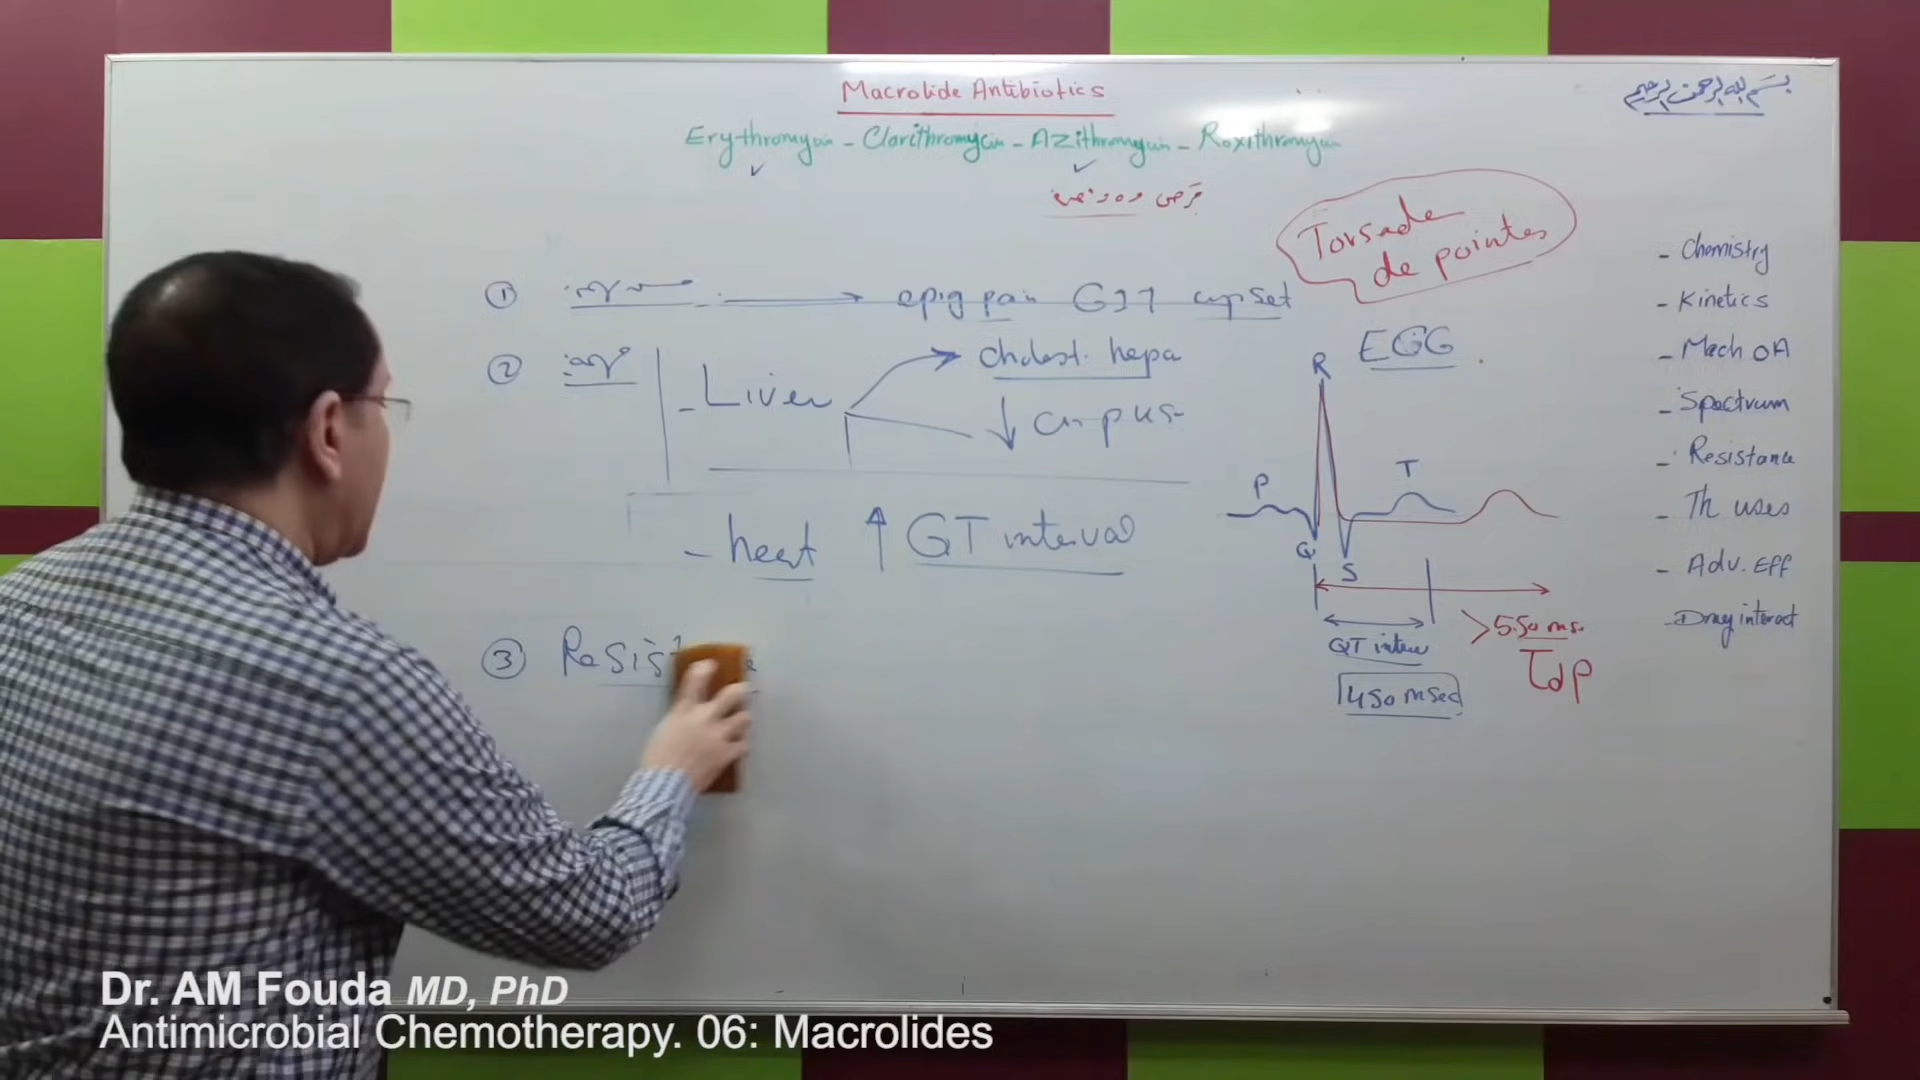 Macrolide Antibiotics
بسم الله الرحمن الرحيم
Erythromycin - Clarithromycin - Azithromycin - Roxithromycin
Torsade
de pointes
- Chemistry
- Kinetics
- Mech OA
- Spectrum
- Resistance
- Th uses
- Adv. Eff
- Drug interact
① epig pain GIT upset
② - Liver
cholest. hepa
↓
- heat ↑ GT interval
③ Resist
EGG
R
P
T
Q
S
QT interv
450 msec
>550 ms.
TdP
Dr. AM Fouda MD, PhD
Antimicrobial Chemotherapy. 06: Macrolides